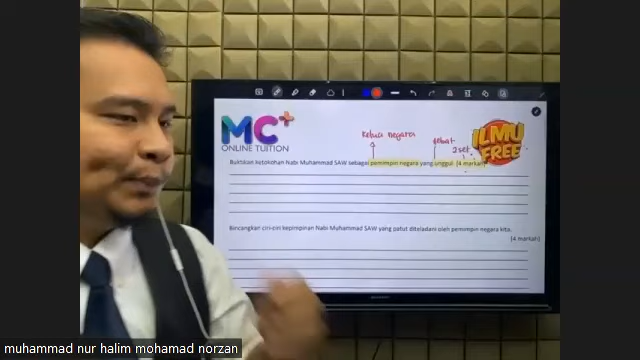 MC+
ONLINE TUITION
Ketua negara
hebat
2 set
ILMU
FREE
Buktikan ketokohan Nabi Muhammad SAW sebagai pemimpin negara yang unggul. [4 markah]
Bincangkan ciri-ciri kepimpinan Nabi Muhammad SAW yang patut diteladani oleh pemimpin negara kita.
[4 markah]
muhammad nur halim mohamad norzan